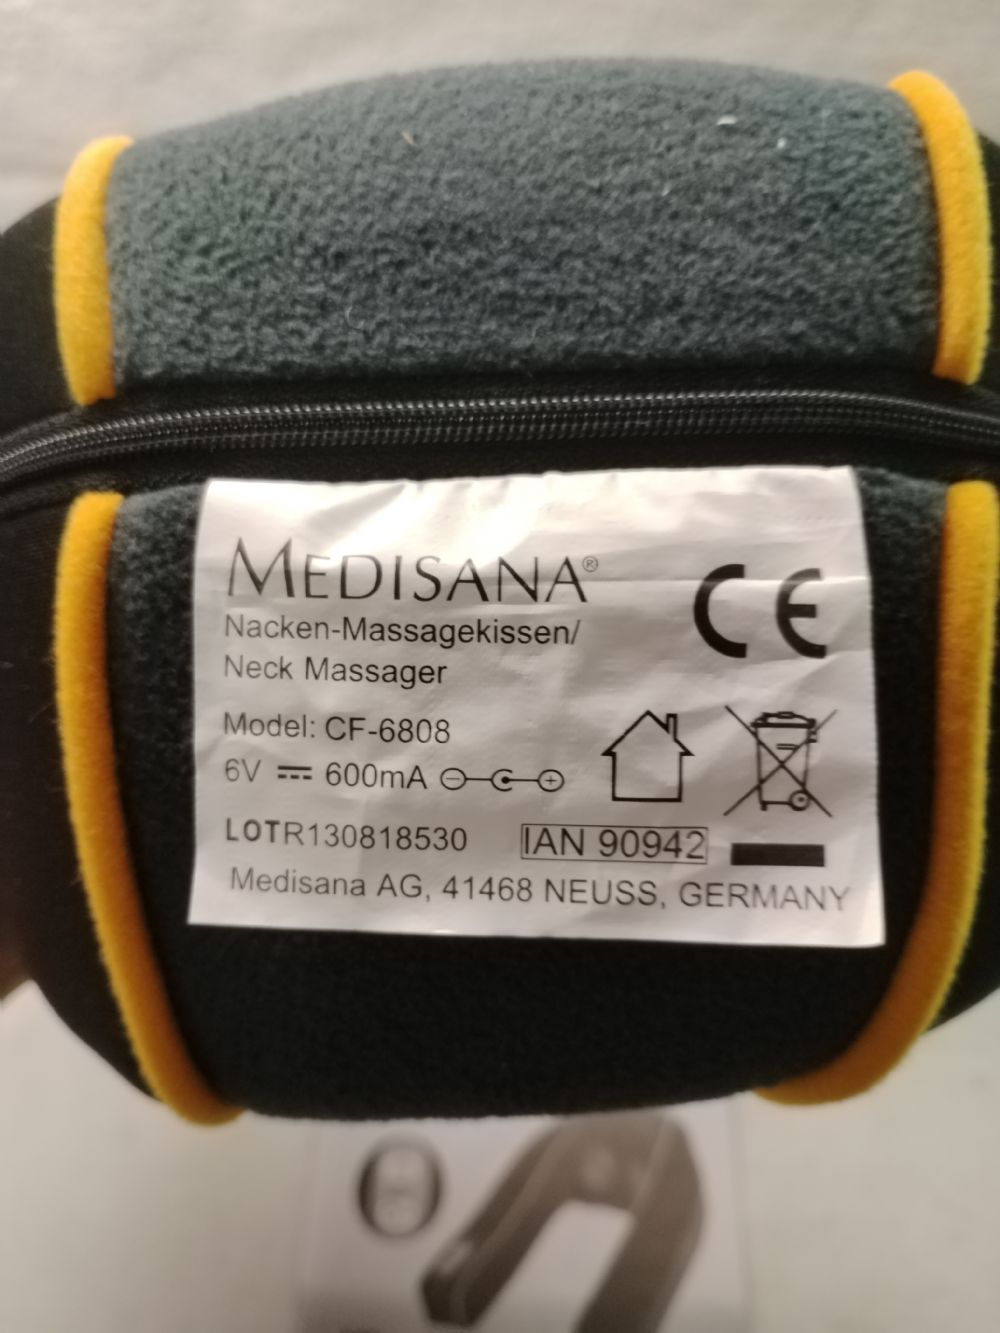 MEDISANA®
Nacken-Massagekissen/
Neck Massager
CE
Model: CF-6808
6V 600mA
LOTR130818530
IAN 90942
Medisana AG, 41468 NEUSS, GERMANY